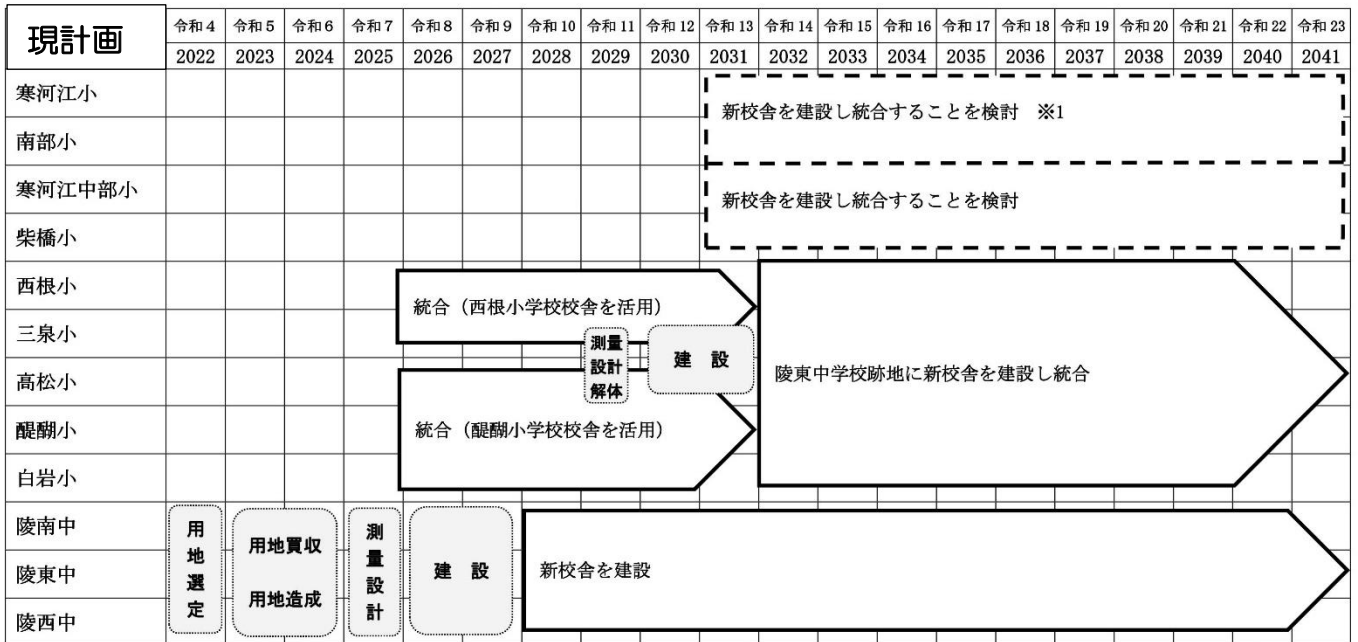 現計画
令和4 令和5 令和6 令和7 令和8 令和9 令和10 令和11 令和12 令和13 令和14 令和15 令和16 令和17 令和18 令和19 令和20 令和21 令和22 令和23
2022 2023 2024 2025 2026 2027 2028 2029 2030 2031 2032 2033 2034 2035 2036 2037 2038 2039 2040 2041
寒河江小
新校舎を建設し統合することを検討 ※1
南部小
寒河江中部小
新校舎を建設し統合することを検討
柴橋小
西根小
統合（西根小学校校舎を活用）
三泉小
測量
設計
解体
建 設
高松小
陵東中学校跡地に新校舎を建設し統合
醍醐小
統合（醍醐小学校校舎を活用）
白岩小
陵南中
陵東中
陵西中
用地選定
用地買収
用地造成
測量設計
建 設
新校舎を建設